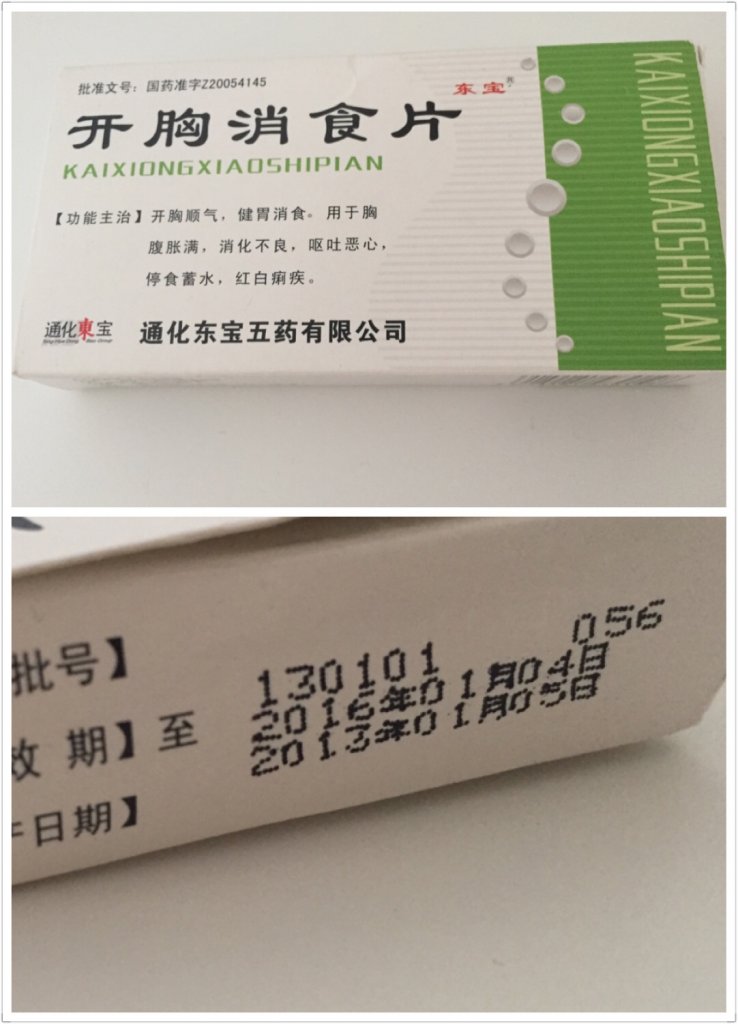 批准文号：国药准字Z20054145
东宝
开胸消食片
KAIXIONGXIAOSHIPIAN
【功能主治】开胸顺气，健胃消食。用于胸
腹胀满，消化不良，呕吐恶心，
停食蓄水，红白痢疾。
通化東宝
通化东宝五药有限公司
KAIXIONGXIAOSHIPIAN
批号】 130101 056
效期】至 2016年01月04日
日期】 2013年01月05日